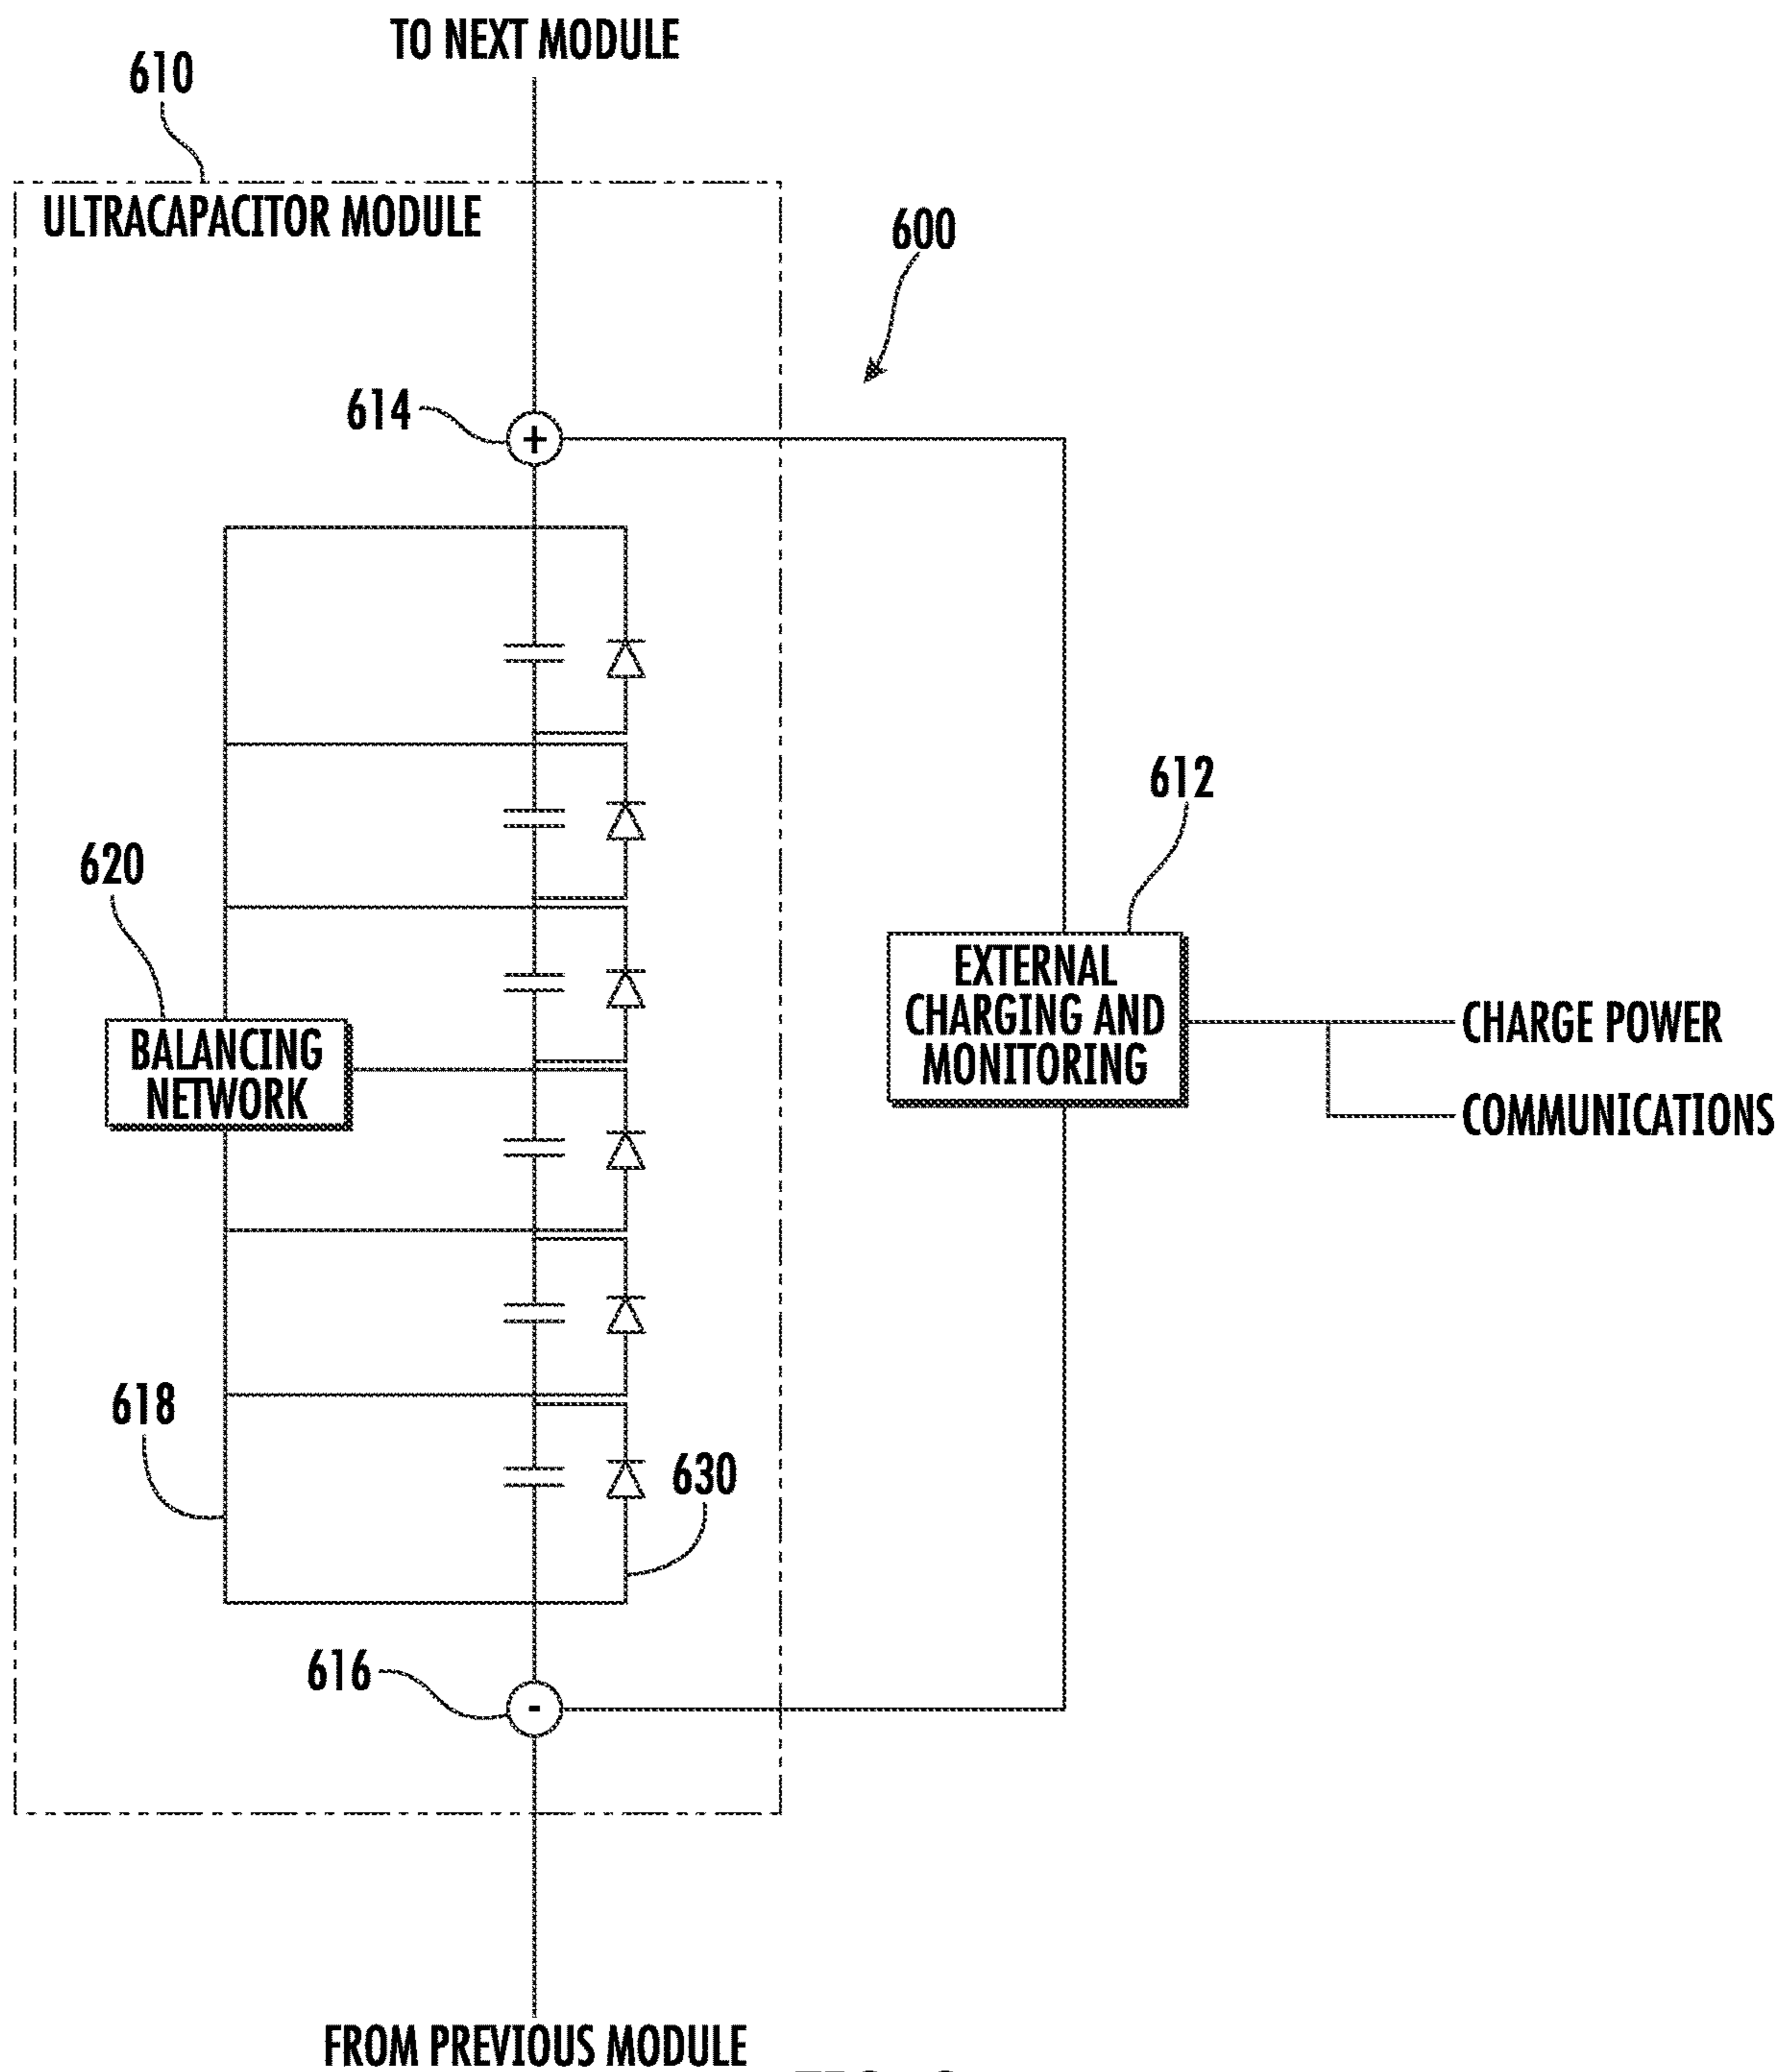 TO NEXT MODULE
610
ULTRACAPACITOR MODULE
600
614
+
612
620
EXTERNAL
CHARGING AND
MONITORING
BALANCING
NETWORK
CHARGE POWER
COMMUNICATIONS
618
630
616
-
FROM PREVIOUS MODULE